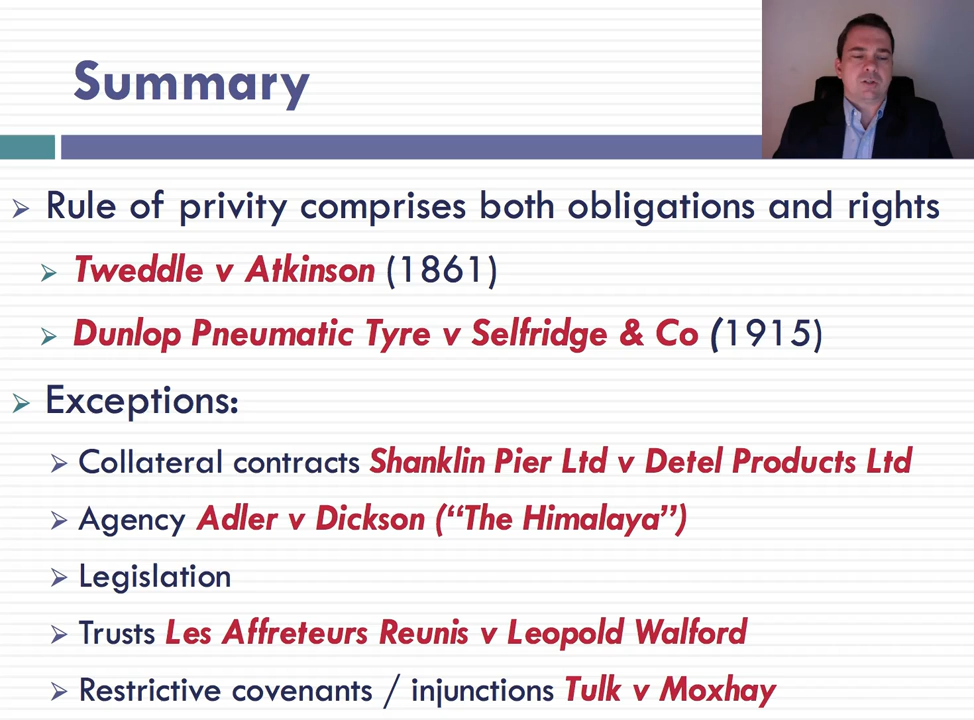 Summary
Rule of privity comprises both obligations and rights
Tweddle v Atkinson (1861)
Dunlop Pneumatic Tyre v Selfridge & Co (1915)
Exceptions:
Collateral contracts Shanklin Pier Ltd v Detel Products Ltd
Agency Adler v Dickson (“The Himalaya”)
Legislation
Trusts Les Affreteurs Reunis v Leopold Walford
Restrictive covenants / injunctions Tulk v Moxhay